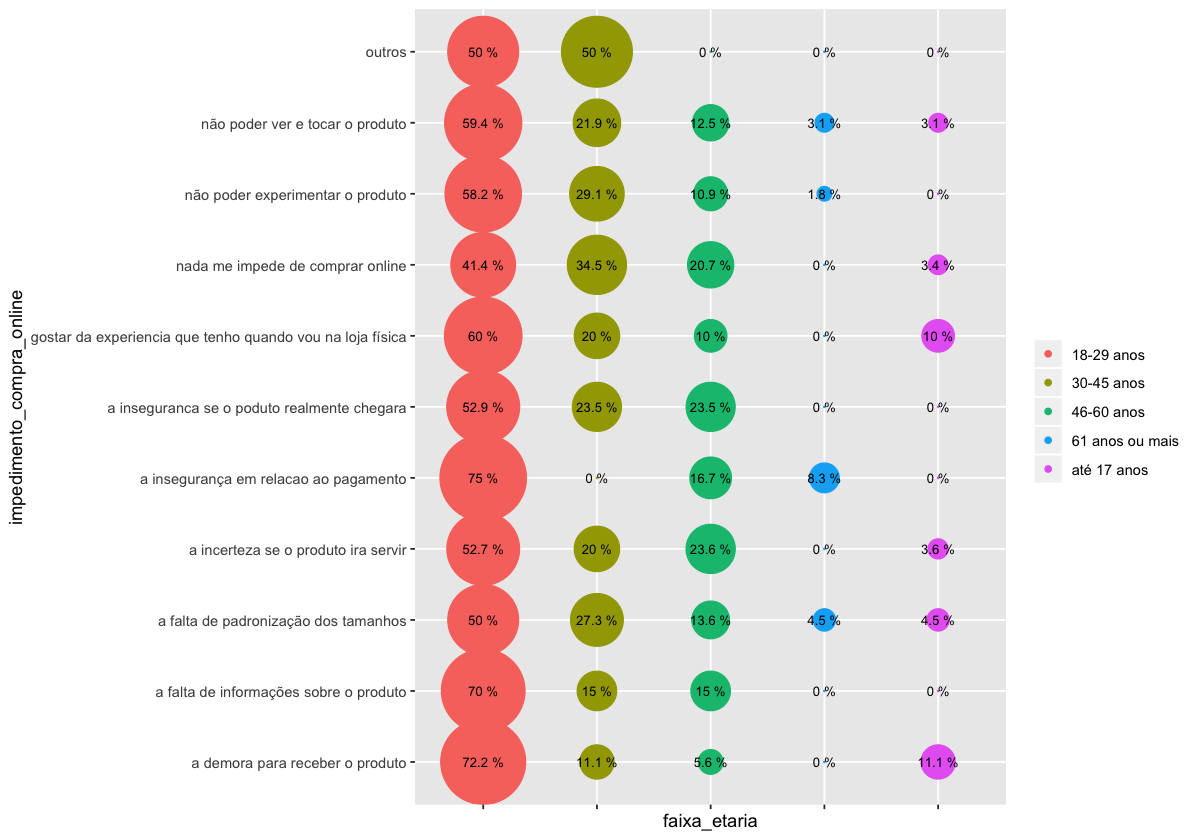 outros 50 % 50 % 0 % 0 % 0 %
não poder ver e tocar o produto 59.4 % 21.9 % 12.5 % 3.1 % 3.1 %
não poder experimentar o produto 58.2 % 29.1 % 10.9 % 1.8 % 0 %
nada me impede de comprar online 41.4 % 34.5 % 20.7 % 0 % 3.4 %
gostar da experiencia que tenho quando vou na loja física 60 % 20 % 10 % 0 % 10 %
a inseguranca se o poduto realmente chegara 52.9 % 23.5 % 23.5 % 0 % 0 %
a insegurança em relacao ao pagamento 75 % 0 % 16.7 % 8.3 % 0 %
a incerteza se o produto ira servir 52.7 % 20 % 23.6 % 0 % 3.6 %
a falta de padronização dos tamanhos 50 % 27.3 % 13.6 % 4.5 % 4.5 %
a falta de informações sobre o produto 70 % 15 % 15 % 0 % 0 %
a demora para receber o produto 72.2 % 11.1 % 5.6 % 0 % 11.1 %
impedimento_compra_online
faixa_etaria
18-29 anos
30-45 anos
46-60 anos
61 anos ou mais
até 17 anos